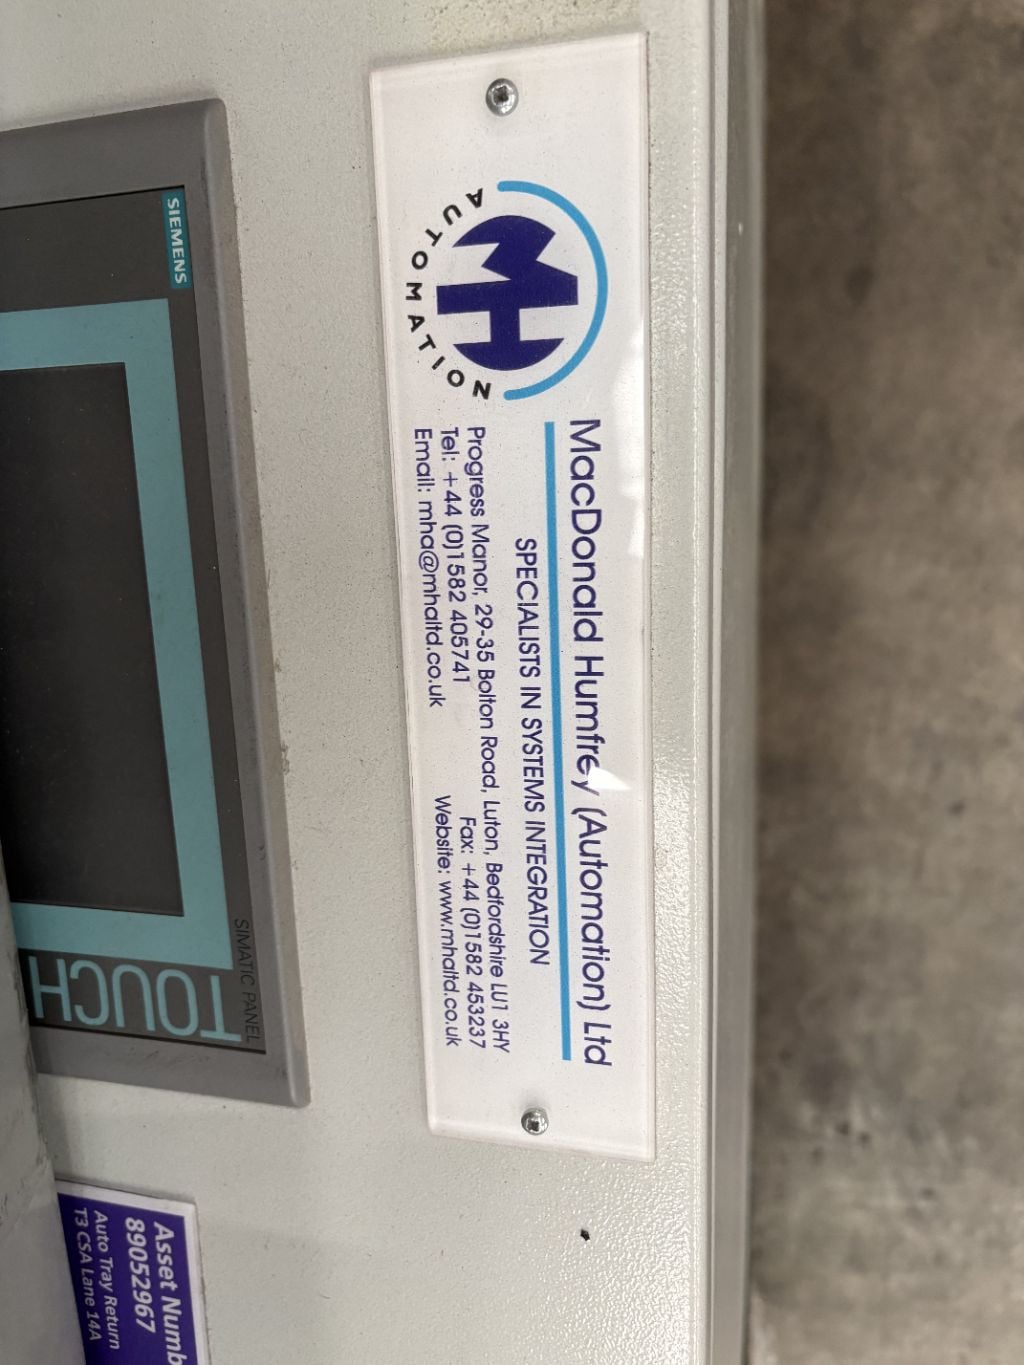 AUTOMATION
MH
MacDonald Humfrey (Automation) Ltd
SPECIALISTS IN SYSTEMS INTEGRATION
Progress Manor, 29-35 Bolton Road, Luton, Bedfordshire LU1 3HY
Tel: +44 (0)1582 405741 Fax: +44 (0)1582 453237
Email: mha@mhaltd.co.uk Website: www.mhaltd.co.uk
SIEMENS
SIMATIC PANEL
TOUCH
Asset Numb
89052967
Auto Tray Return
T3 CSA Lane 14A